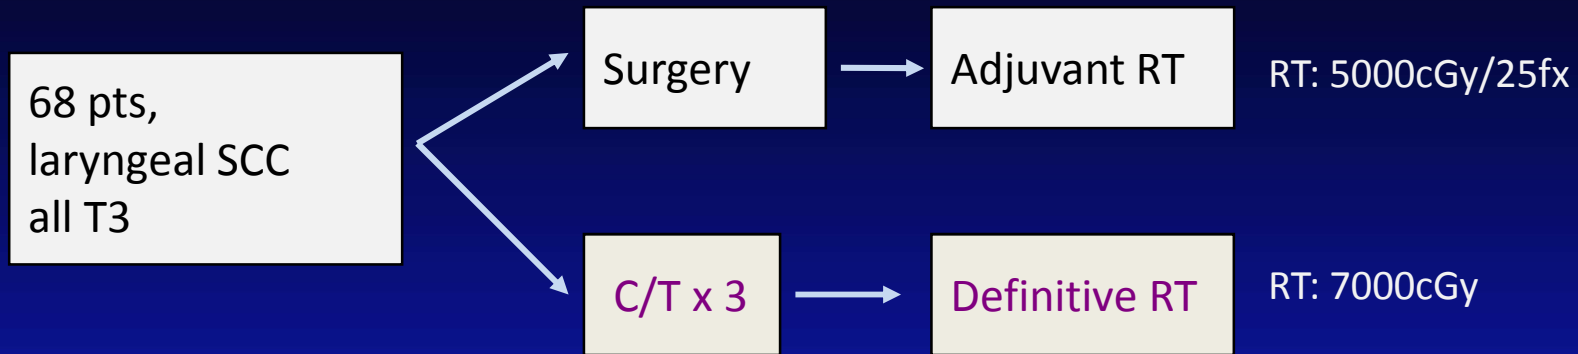 68 pts,
laryngeal SCC
all T3
Surgery
Adjuvant RT
RT: 5000cGy/25fx
C/T x 3
Definitive RT
RT: 7000cGy